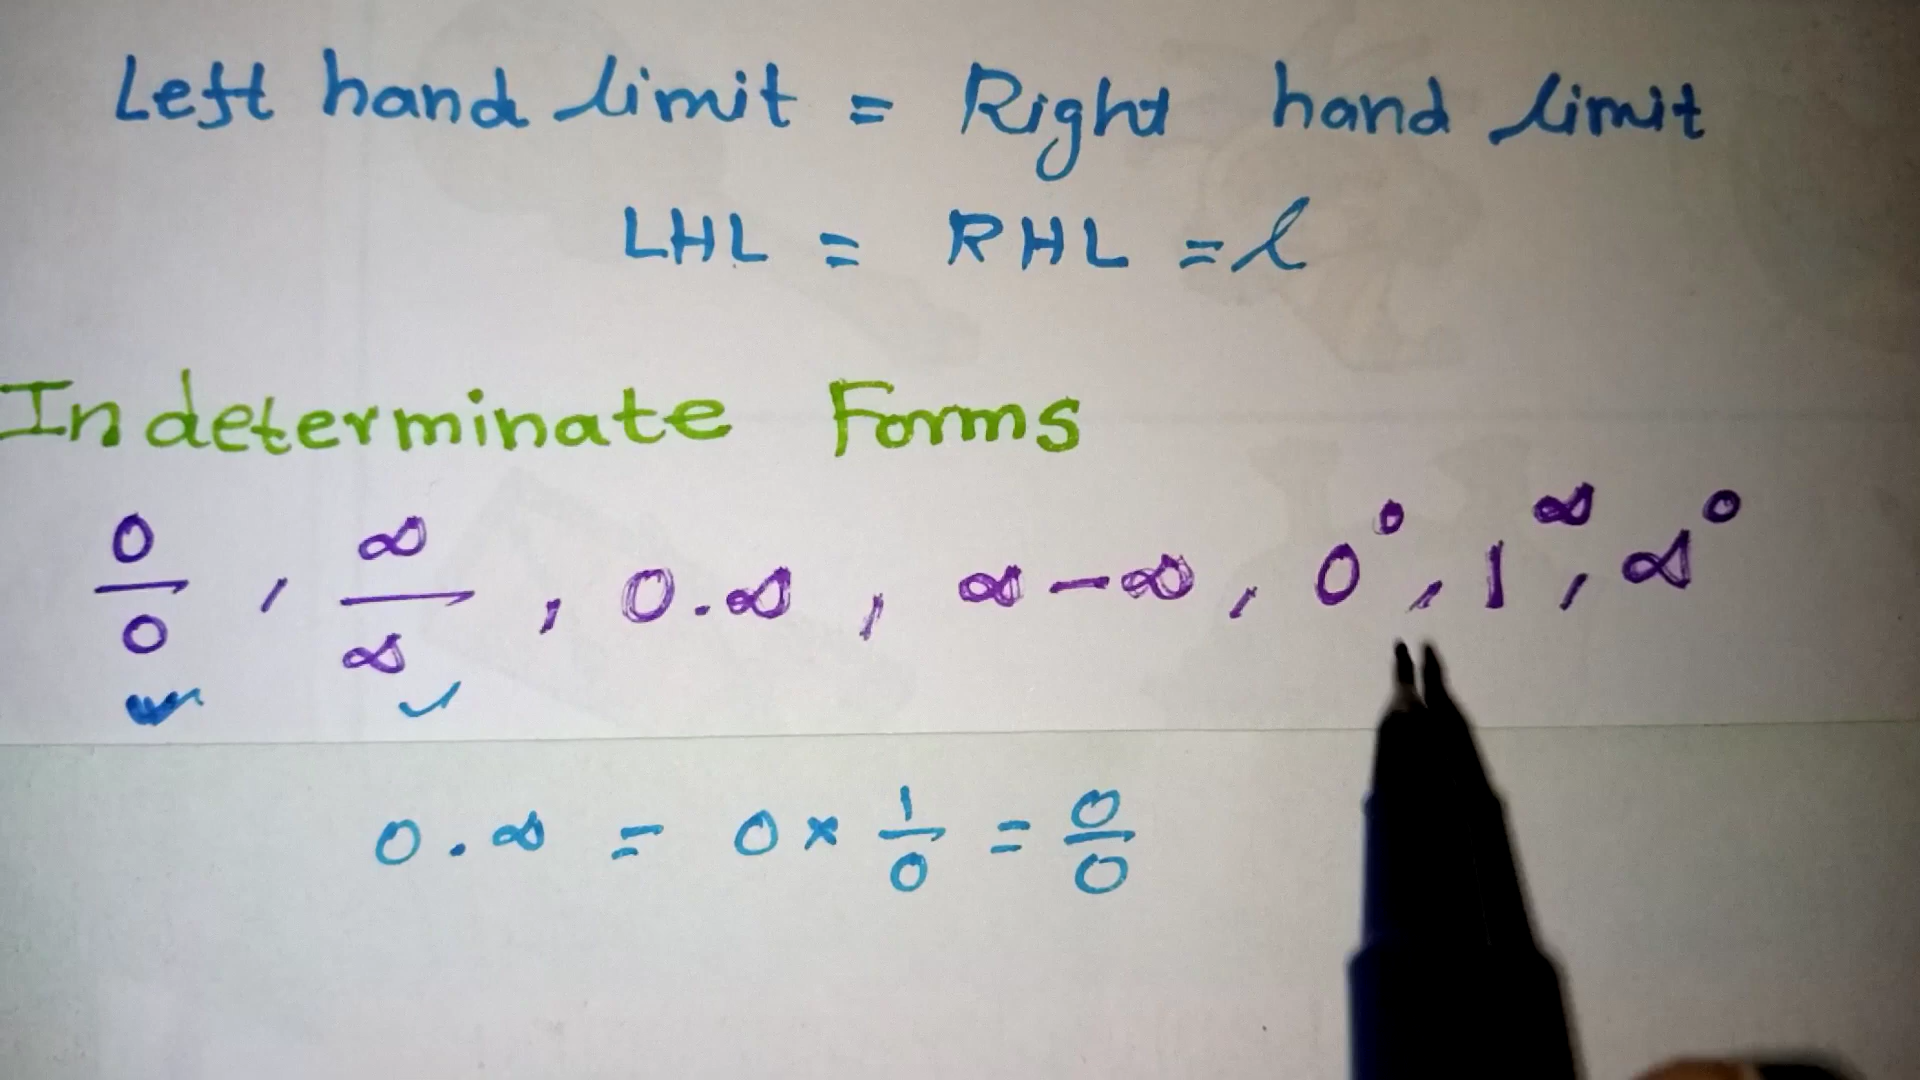 Left hand limit = Right hand limit
LHL = RHL = l
Indeterminate Forms
0/0 , ∞/∞ , 0.∞ , ∞-∞ , 0⁰ , 1^∞ , ∞⁰
0.∞ = 0 × 1/0 = 0/0